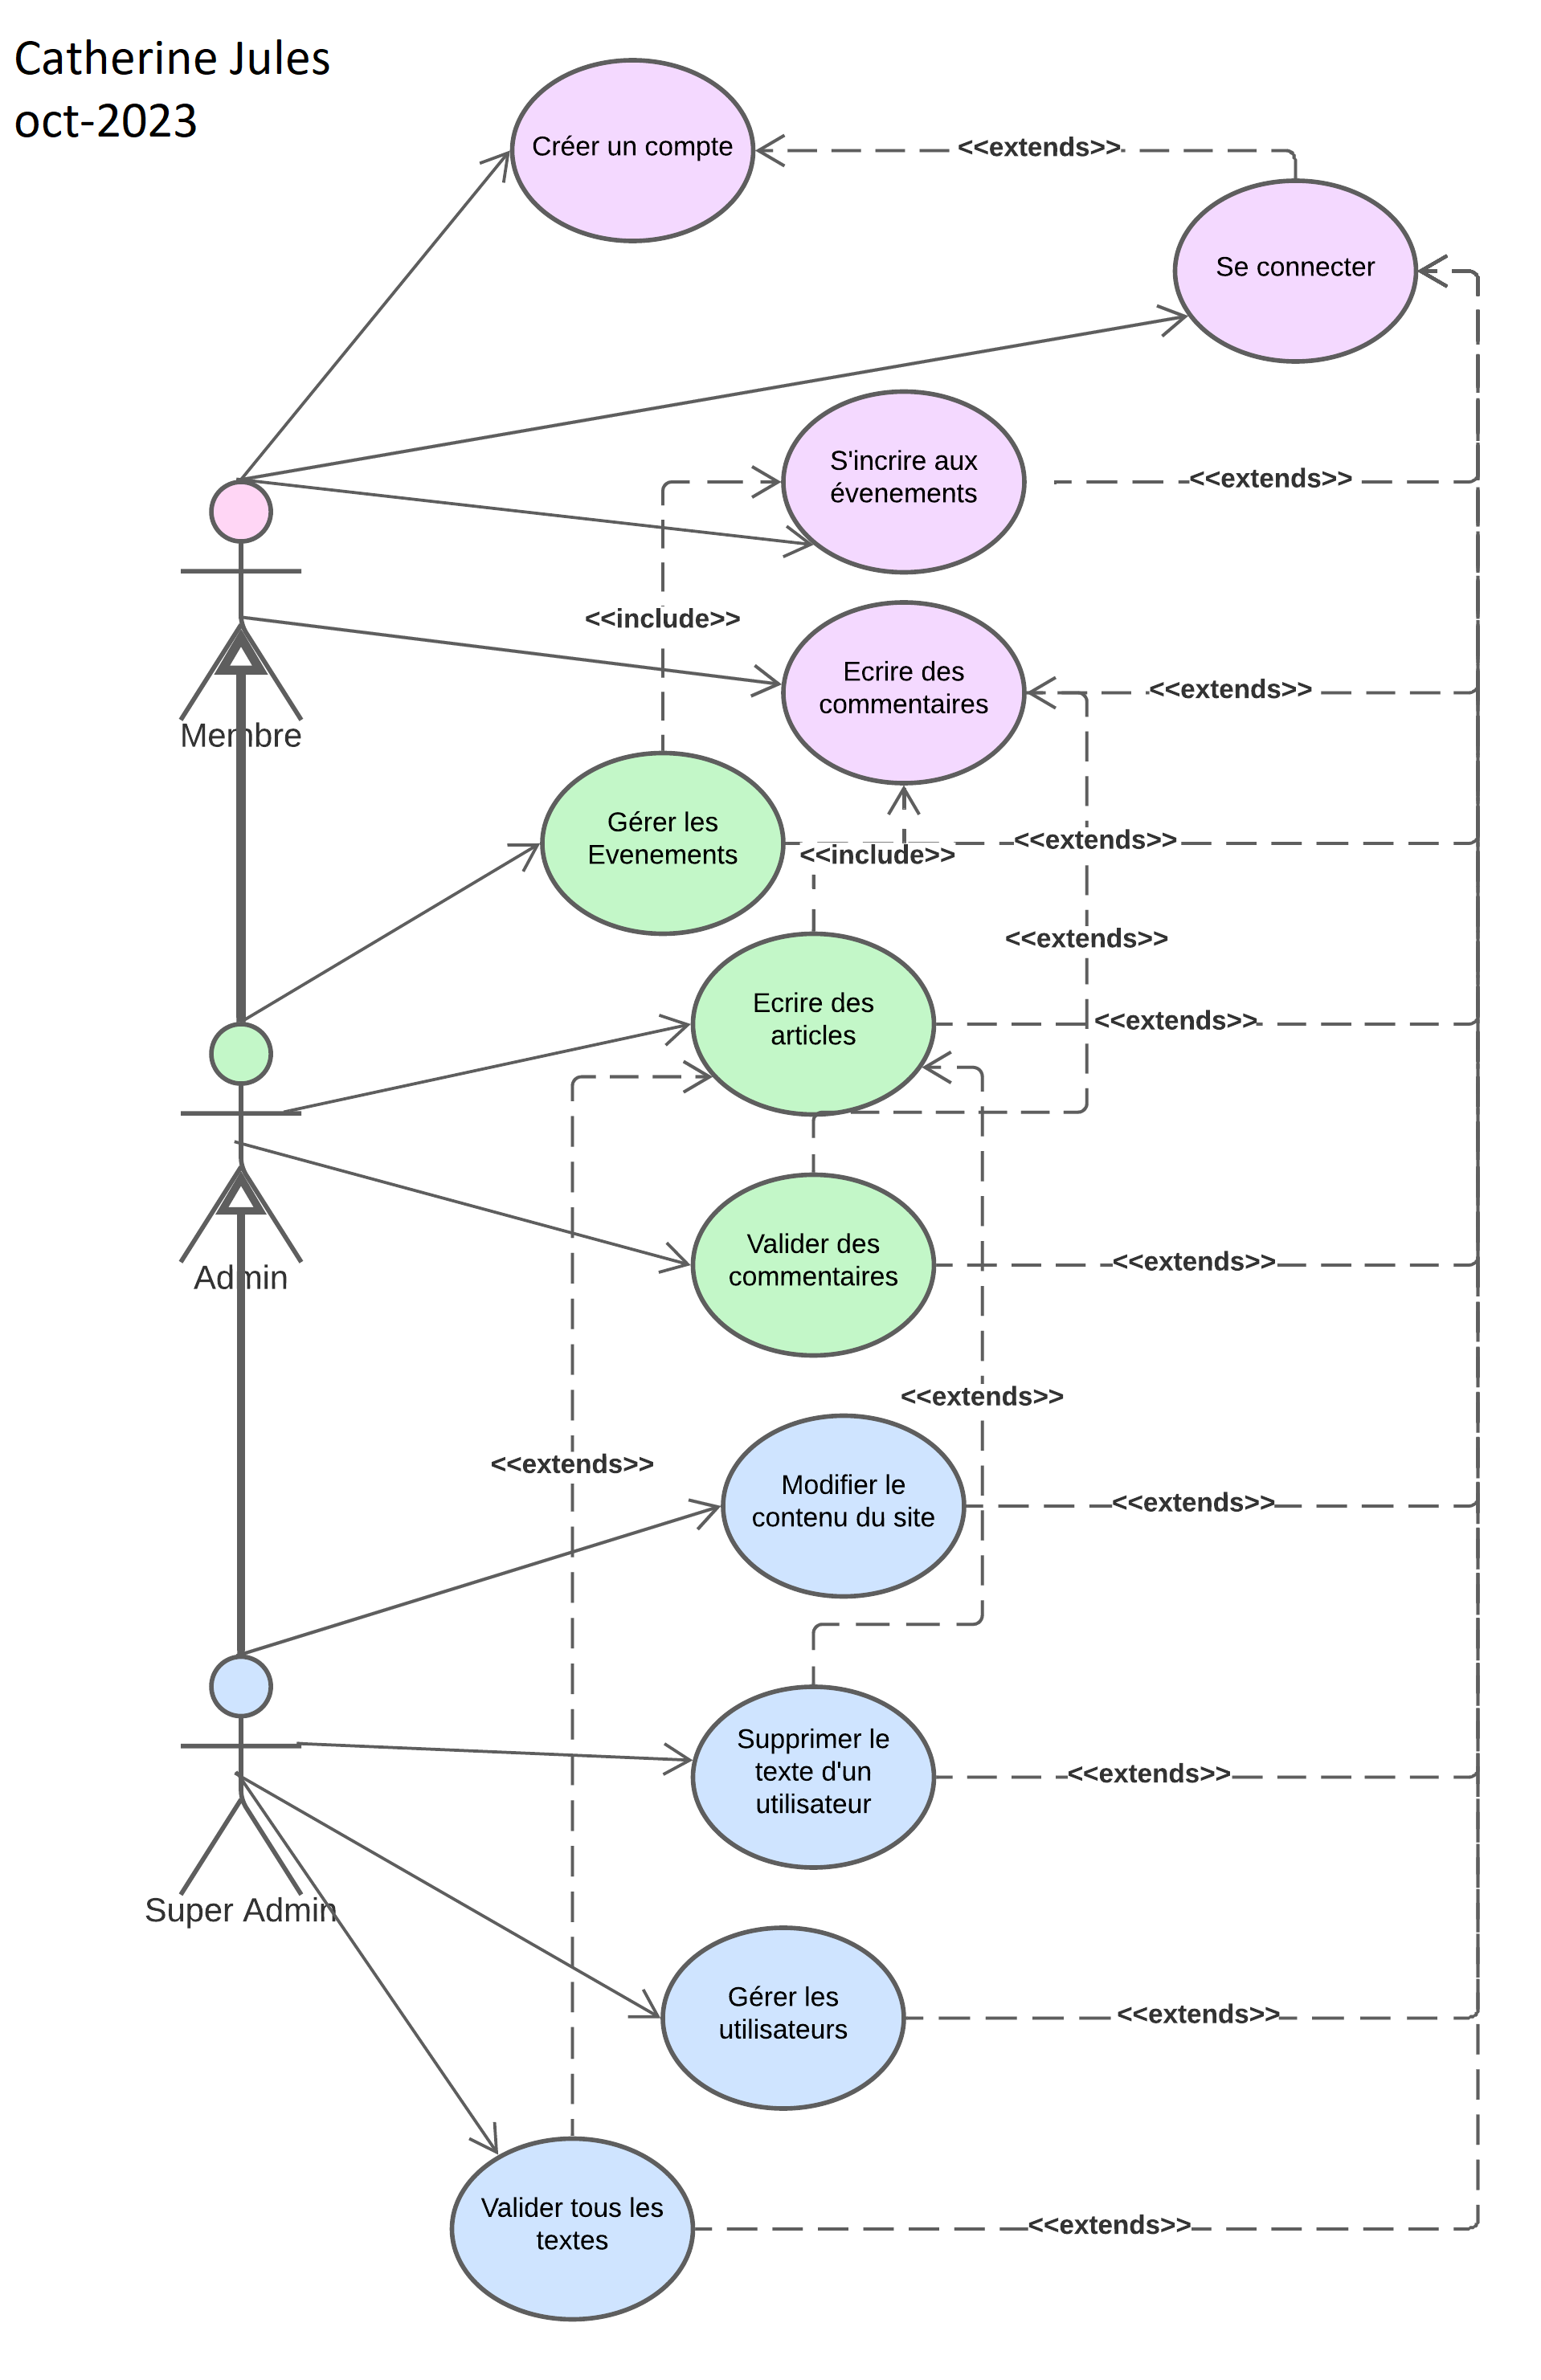 Catherine Jules
oct-2023
Créer un compte
<<extends>>
Se connecter
S'incrire aux
évenements
<<extends>>
<<include>>
Ecrire des
commentaires
<<extends>>
Membre
Gérer les
Evenements
<<include>>
<<extends>>
<<extends>>
Ecrire des
articles
<<extends>>
Valider des
commentaires
<<extends>>
Admin
<<extends>>
<<extends>>
Modifier le
contenu du site
<<extends>>
Supprimer le
texte d'un
utilisateur
<<extends>>
Super Admin
Gérer les
utilisateurs
<<extends>>
Valider tous les
textes
<<extends>>